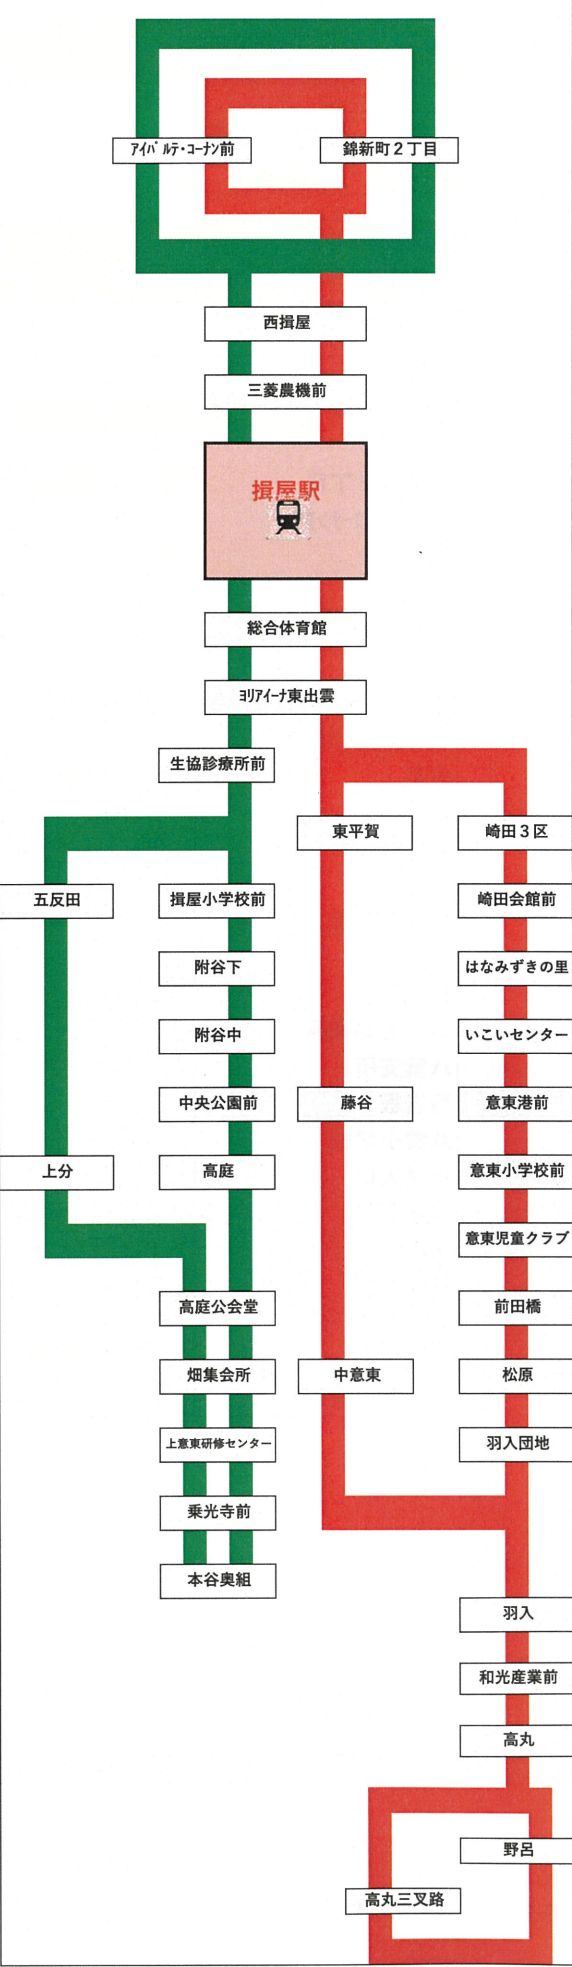 ｱｲﾊﾟﾙﾃ・ｺｰﾅﾝ前
錦新町２丁目
西揖屋
三菱農機前
揖屋駅
総合体育館
ﾖﾘｱｲｰﾅ東出雲
生協診療所前
東平賀
崎田３区
五反田
揖屋小学校前
崎田会館前
附谷下
はなみずきの里
附谷中
いこいセンター
中央公園前
藤谷
意東港前
上分
高庭
意東小学校前
意東児童クラブ
高庭公会堂
前田橋
畑集会所
中意東
松原
上意東研修センター
羽入団地
乗光寺前
本谷奥組
羽入
和光産業前
高丸
野呂
高丸三叉路